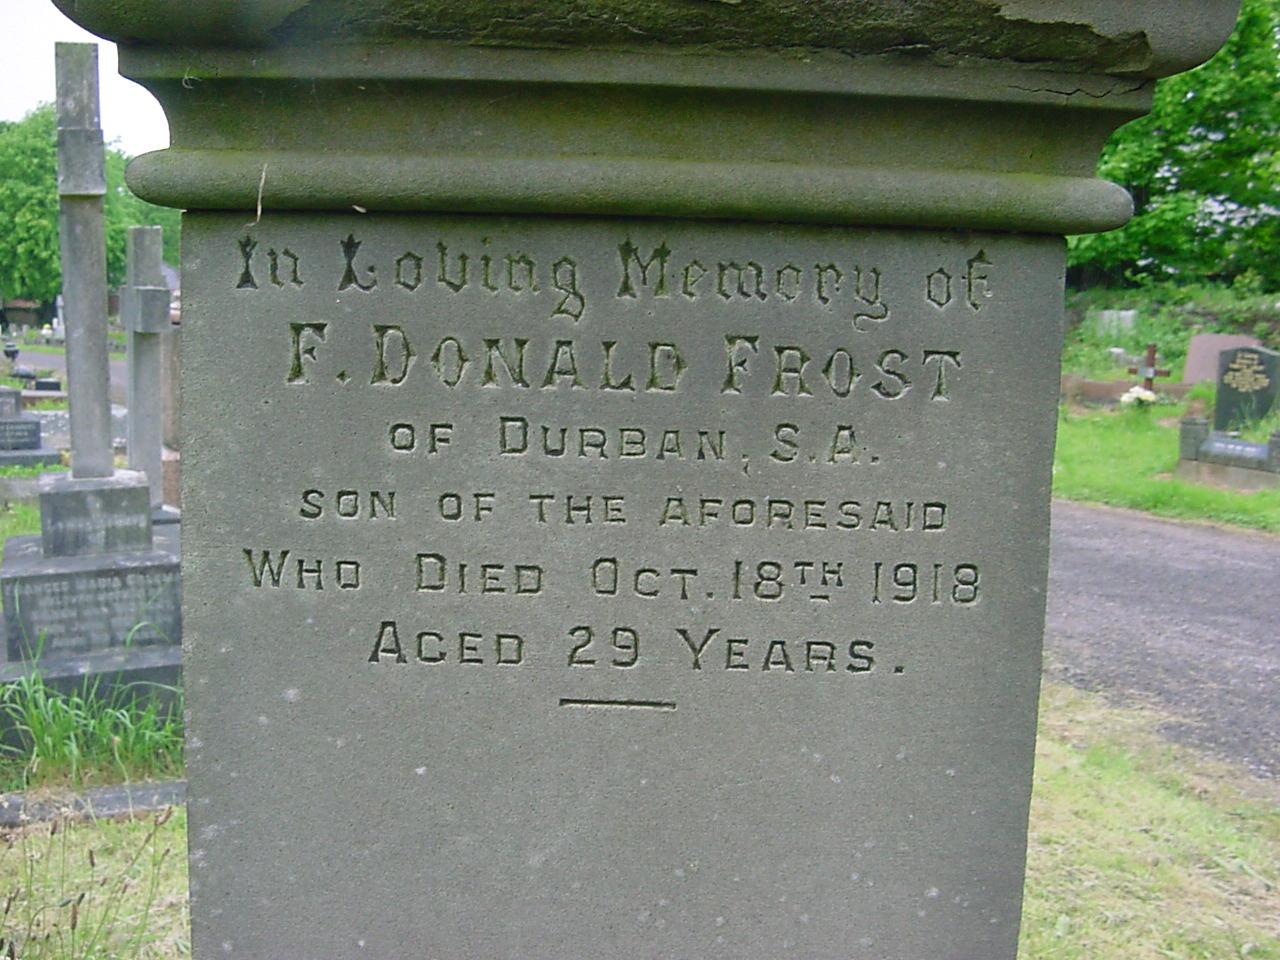 In Loving Memory of
F. DONALD FROST
OF DURBAN, S.A.
SON OF THE AFORESAID
WHO DIED OCT. 18TH 1918
AGED 29 YEARS.